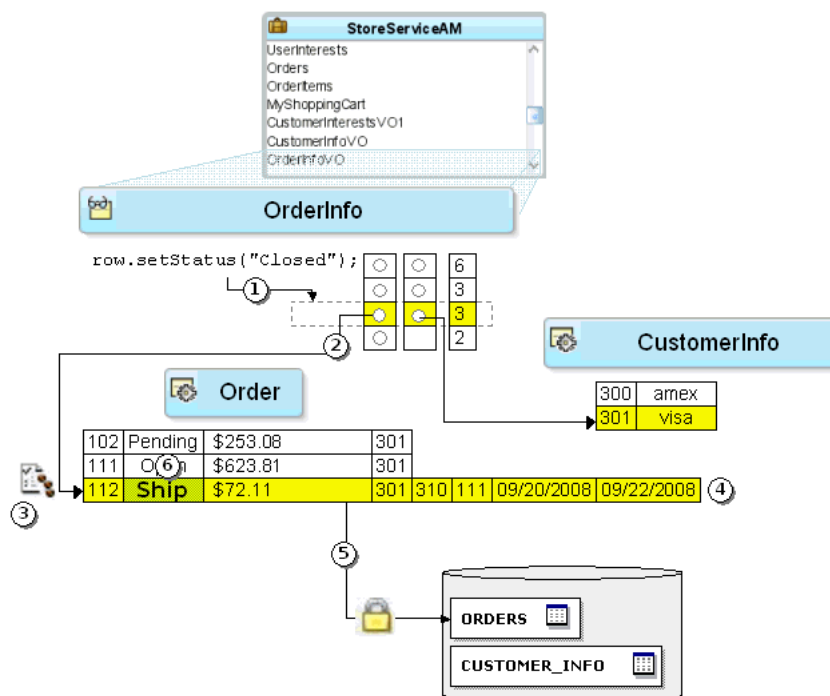 StoreServiceAM
UserInterests
Orders
OrderItems
MyShoppingCart
CustomerInterestsVO1
CustomerInfoVO
OrderInfoVO
OrderInfo
row.setStatus("Closed");
6
3
3
2
1
2
CustomerInfo
300 amex
301 visa
Order
102 Pending $253.08 301
111 $623.81 301
6
112 Ship $72.11 301 310 111 09/20/2008 09/22/2008
4
3
5
ORDERS
CUSTOMER_INFO